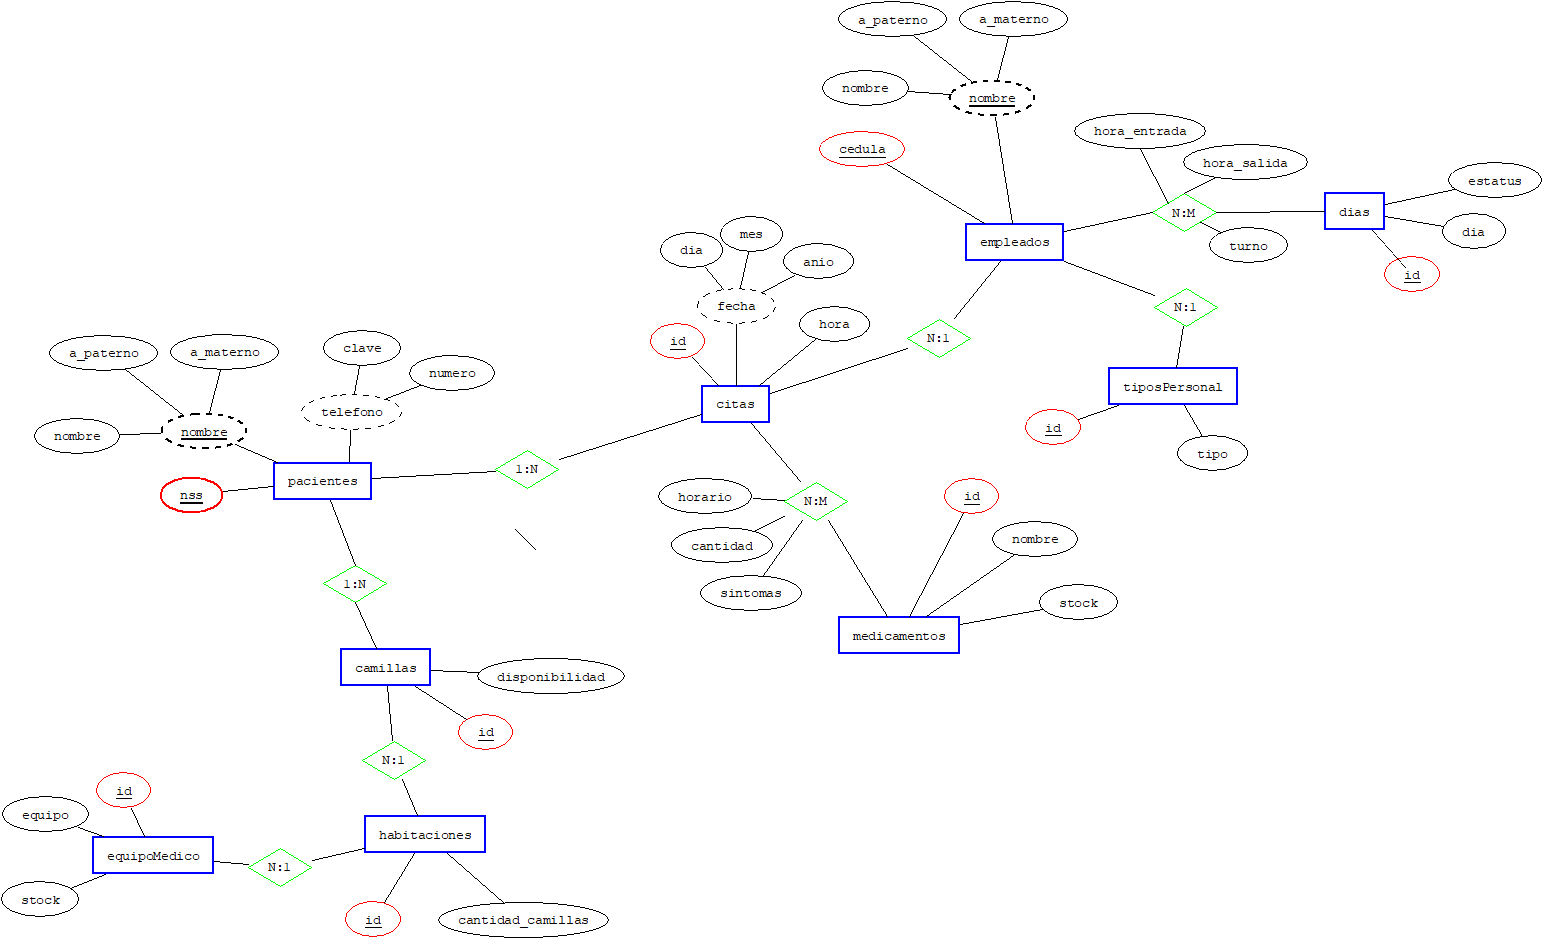 a_paterno
a_materno
nombre
nombre
cedula
hora_entrada
hora_salida
N:M
turno
dias
estatus
dia
id
empleados
N:1
N:1
tiposPersonal
id
tipo
dia
mes
anio
fecha
id
hora
citas
a_paterno
a_materno
nombre
nombre
clave
numero
telefono
nss
pacientes
1:N
horario
cantidad
sintomas
N:M
id
nombre
stock
medicamentos
1:N
camillas
disponibilidad
id
N:1
id
equipo
equipoMedico
stock
N:1
habitaciones
id
cantidad_camillas